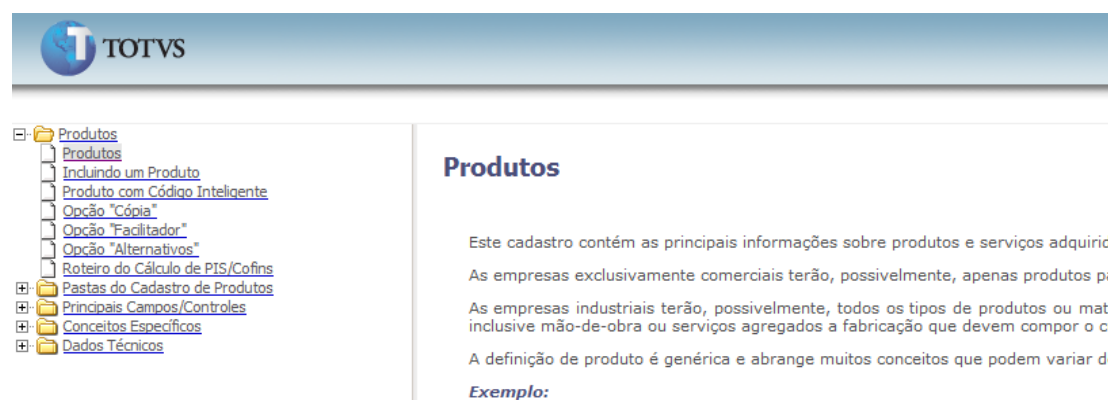 TOTVS
Produtos
Produtos
Incluindo um Produto
Produto com Código Inteligente
Opção "Cópia"
Opção "Facilitador"
Opção "Alternativos"
Roteiro do Cálculo de PIS/Cofins
Pastas do Cadastro de Produtos
Principais Campos/Controles
Conceitos Específicos
Dados Técnicos
Produtos
Este cadastro contém as principais informações sobre produtos e serviços
As empresas exclusivamente comerciais terão, possivelmente, apenas produtos
As empresas industriais terão, possivelmente, todos os tipos de produtos ou
inclusive mão-de-obra ou serviços agregados a fabricação que devem compor o
A definição de produto é genérica e abrange muitos conceitos que podem variar
Exemplo: